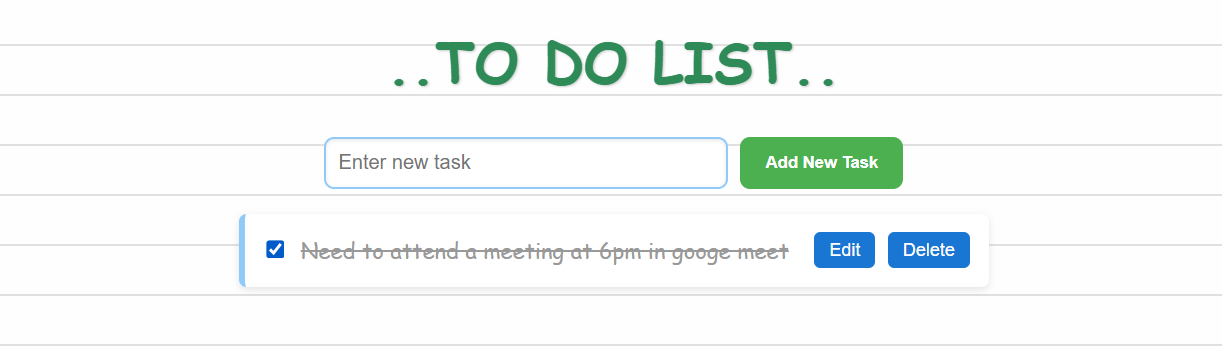 ..TO DO LIST..
Enter new task
Add New Task
Need to attend a meeting at 6pm in googe meet
Edit
Delete